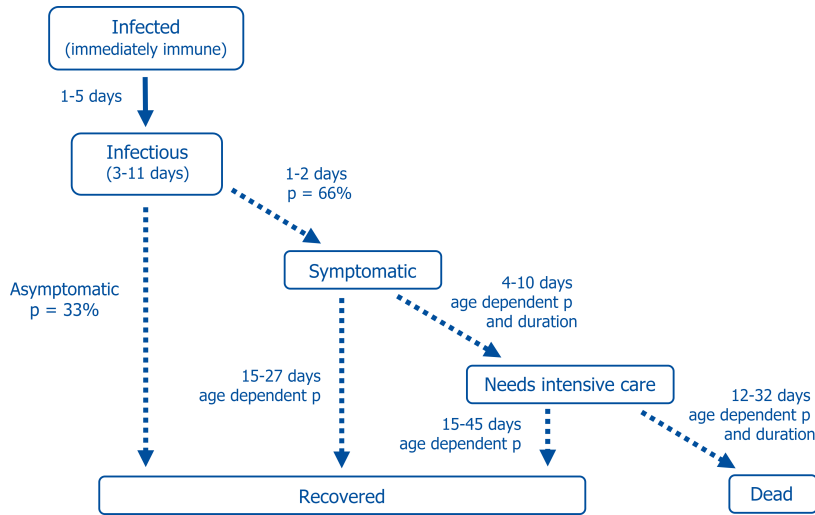 Infected
(immediately immune)
1-5 days
Infectious
(3-11 days)
1-2 days
p = 66%
Symptomatic
Asymptomatic
p = 33%
4-10 days
age dependent p
and duration
15-27 days
age dependent p
Needs intensive care
15-45 days
age dependent p
12-32 days
age dependent p
and duration
Recovered
Dead